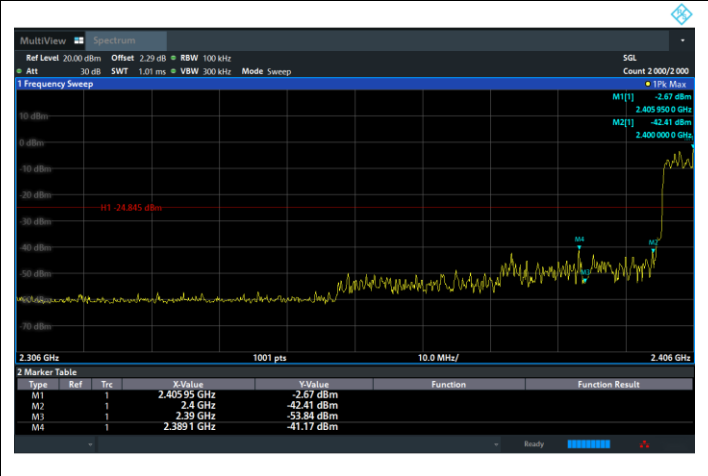 MultiView Spectrum
Ref Level 20.00 dBm Offset 2.29 dB RBW 100 kHz SGL
Att 30 dB SWT 1.01 ms VBW 300 kHz Mode Sweep Count 2 000/2 000
1 Frequency Sweep 1Pk Max
M1[1] -2.67 dBm
2.405 950 0 GHz
M2[1] -42.41 dBm
2.400 000 0 GHz
10 dBm
0 dBm
-10 dBm
-20 dBm
H1 -24.845 dBm
-30 dBm
M4 M2
-40 dBm
-50 dBm
M3
-60 dBm
-70 dBm
2.306 GHz 1001 pts 10.0 MHz/ 2.406 GHz
2 Marker Table
Type Ref Trc X-Value Y-Value Function Function Result
M1 1 2.40595 GHz -2.67 dBm
M2 1 2.4 GHz -42.41 dBm
M3 1 2.39 GHz -53.84 dBm
M4 1 2.3891 GHz -41.17 dBm
Ready